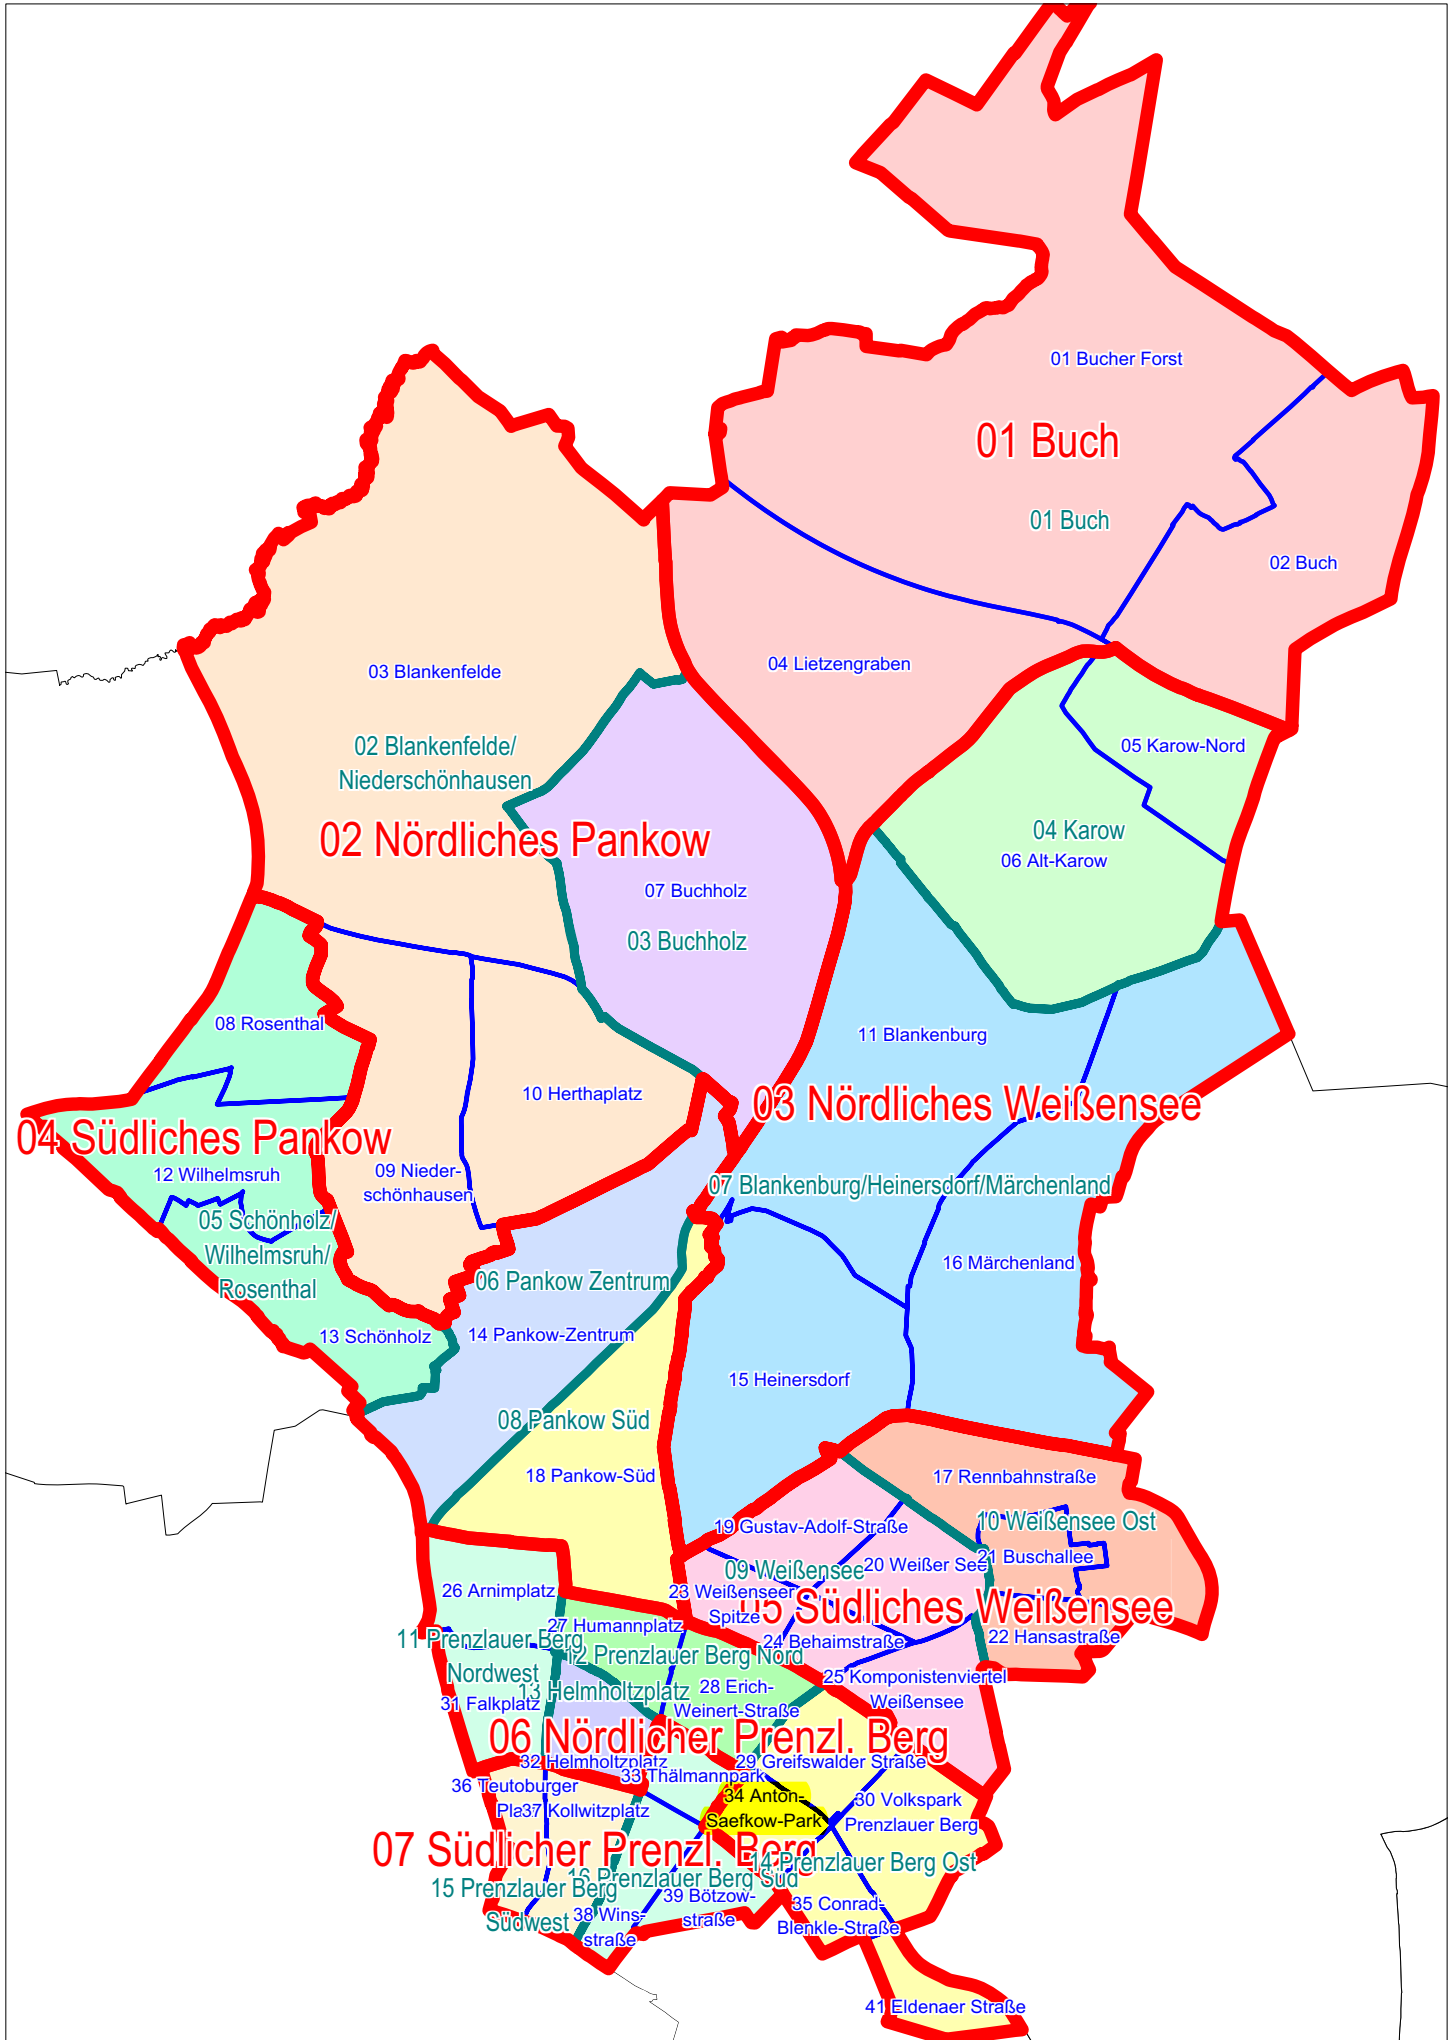 01 Bucher Forst
01 Buch
01 Buch
02 Buch
04 Lietzengraben
03 Blankenfelde
02 Blankenfelde/
Niederschönhausen
05 Karow-Nord
04 Karow
06 Alt-Karow
02 Nördliches Pankow
07 Buchholz
03 Buchholz
08 Rosenthal
11 Blankenburg
10 Herthaplatz
03 Nördliches Weißensee
04 Südliches Pankow
12 Wilhelmsruh
09 Nieder-
schönhausen
07 Blankenburg/Heinersdorf/Märchenland
05 Schönholz/
Wilhelmsruh/
Rosenthal
16 Märchenland
06 Pankow Zentrum
13 Schönholz
14 Pankow-Zentrum
15 Heinersdorf
08 Pankow Süd
18 Pankow-Süd
17 Rennbahnstraße
19 Gustav-Adolf-Straße
10 Weißensee Ost
21 Buschallee
20 Weißer See
09 Weißensee
26 Arnimplatz
23 Weißenseer
Spitze
05 Südliches Weißensee
27 Humannplatz
22 Hansastraße
24 Behaimstraße
11 Prenzlauer Berg
Nordwest
12 Prenzlauer Berg Nord
25 Komponistenviertel
Weißensee
13 Helmholtzplatz
28 Erich-
Weinert-Straße
31 Falkplatz
06 Nördlicher Prenzl. Berg
32 Helmholtzplatz
29 Greifswalder Straße
33 Thälmannpark
36 Teutoburger
Platz
37 Kollwitzplatz
34 Anton-
Saefkow-Park
30 Volkspark
Prenzlauer Berg
07 Südlicher Prenzl. Berg
14 Prenzlauer Berg Ost
16 Prenzlauer Berg Süd
15 Prenzlauer Berg
Südwest
39 Bötzow-
straße
38 Wins-
straße
35 Conrad-
Blenkle-Straße
41 Eldenaer Straße